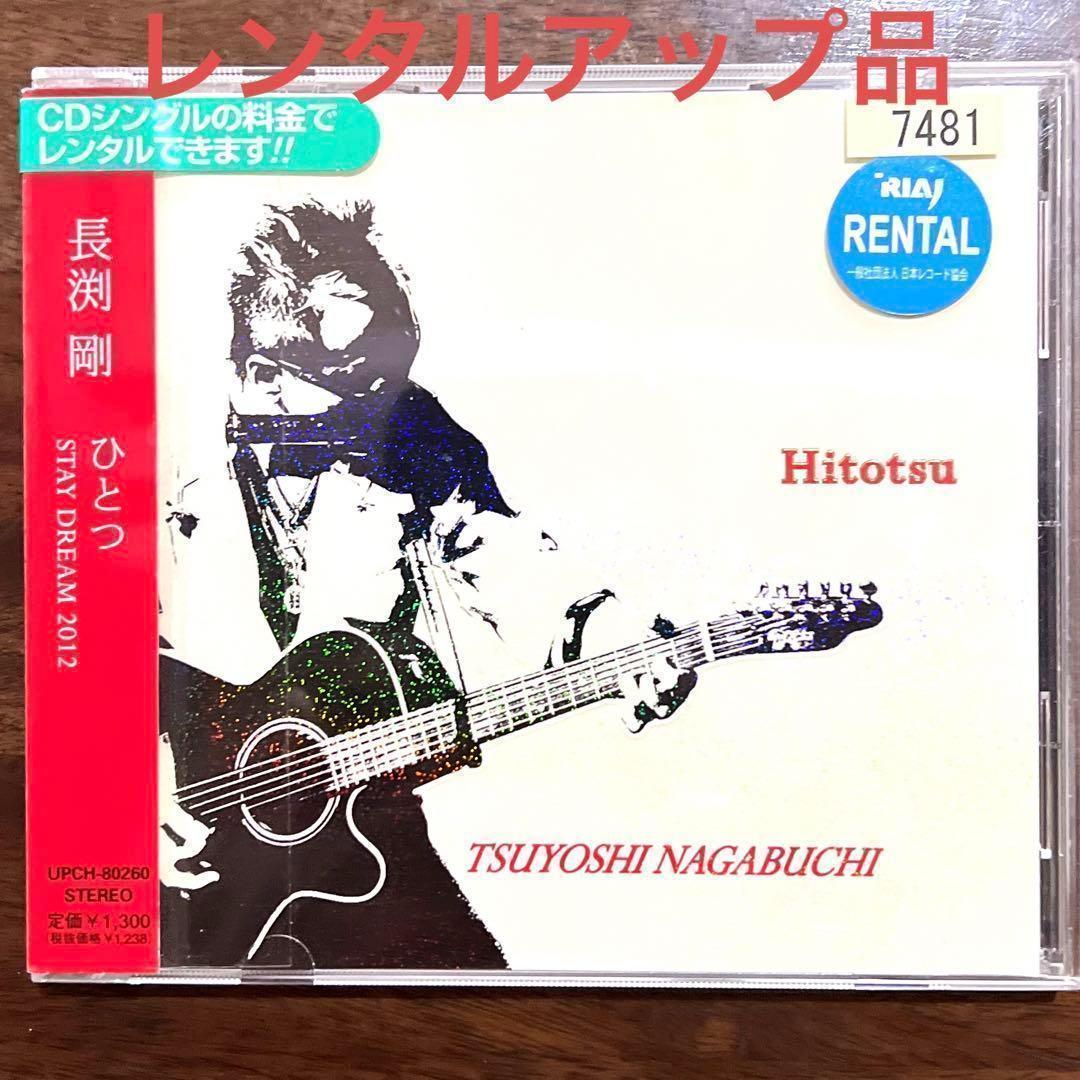 レンタルアップ品
CDシングルの料金で
レンタルできます!!
7481
RIAJ
RENTAL
一般社団法人 日本レコード協会
長渕 剛
ひとつ
STAY DREAM 2012
Hitotsu
TSUYOSHI NAGABUCHI
UPCH-80260
STEREO
定価￥1,300
(税抜価格￥1,238)